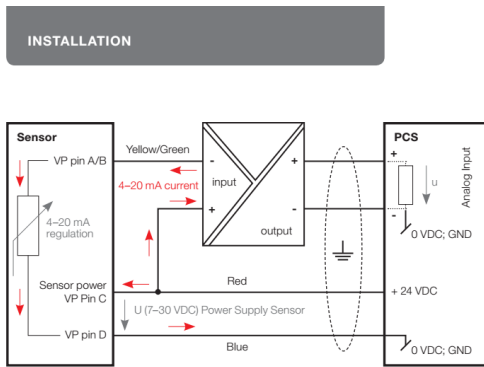 INSTALLATION
Sensor
PCS
Yellow/Green
VP pin A/B
-
+
+
input
4–20 mA current
u
Analog Input
4–20 mA
regulation
+
-
-
output
0 VDC; GND
Sensor power
VP Pin C
Red
+ 24 VDC
U (7–30 VDC) Power Supply Sensor
VP pin D
Blue
0 VDC; GND